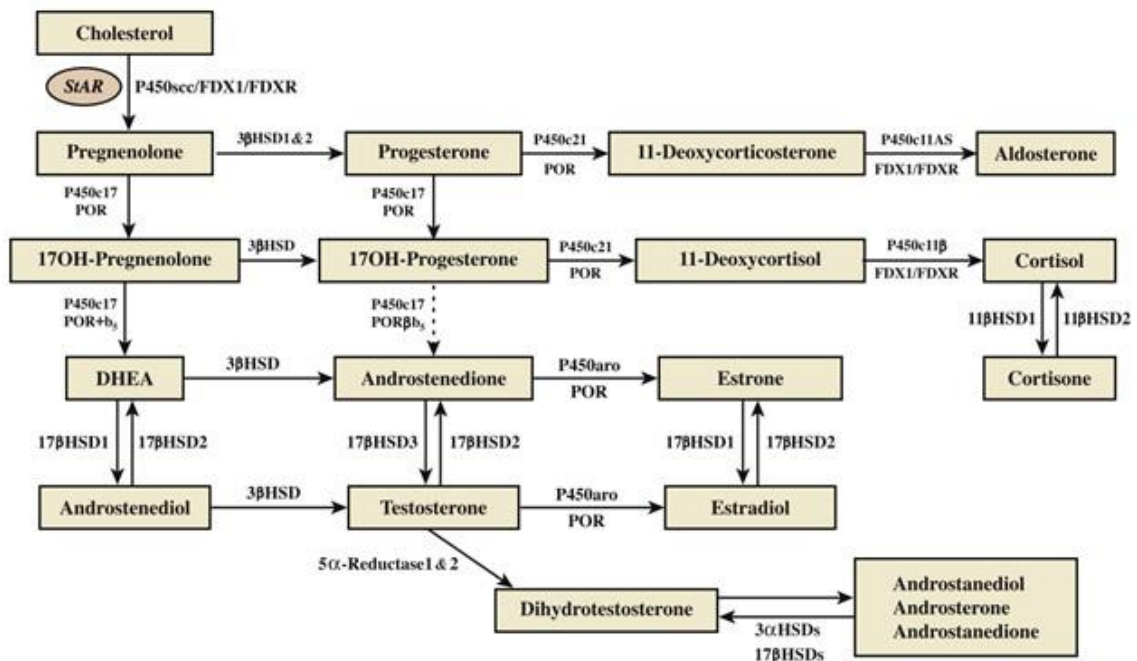 Cholesterol
StAR
P450scc/FDX1/FDXR
Pregnenolone
3βHSD1&2
Progesterone
P450c21
POR
11-Deoxycorticosterone
P450c11AS
FDX1/FDXR
Aldosterone
P450c17
POR
P450c17
POR
17OH-Pregnenolone
3βHSD
17OH-Progesterone
P450c21
POR
11-Deoxycortisol
P450c11β
FDX1/FDXR
Cortisol
P450c17
POR+b5
P450c17
PORβb5
11βHSD1
11βHSD2
DHEA
3βHSD
Androstenedione
P450aro
POR
Estrone
Cortisone
17βHSD1
17βHSD2
17βHSD3
17βHSD2
17βHSD1
17βHSD2
Androstenediol
3βHSD
Testosterone
P450aro
POR
Estradiol
5α-Reductase1&2
Dihydrotestosterone
3αHSDs
17βHSDs
Androstanediol
Androsterone
Androstanedione